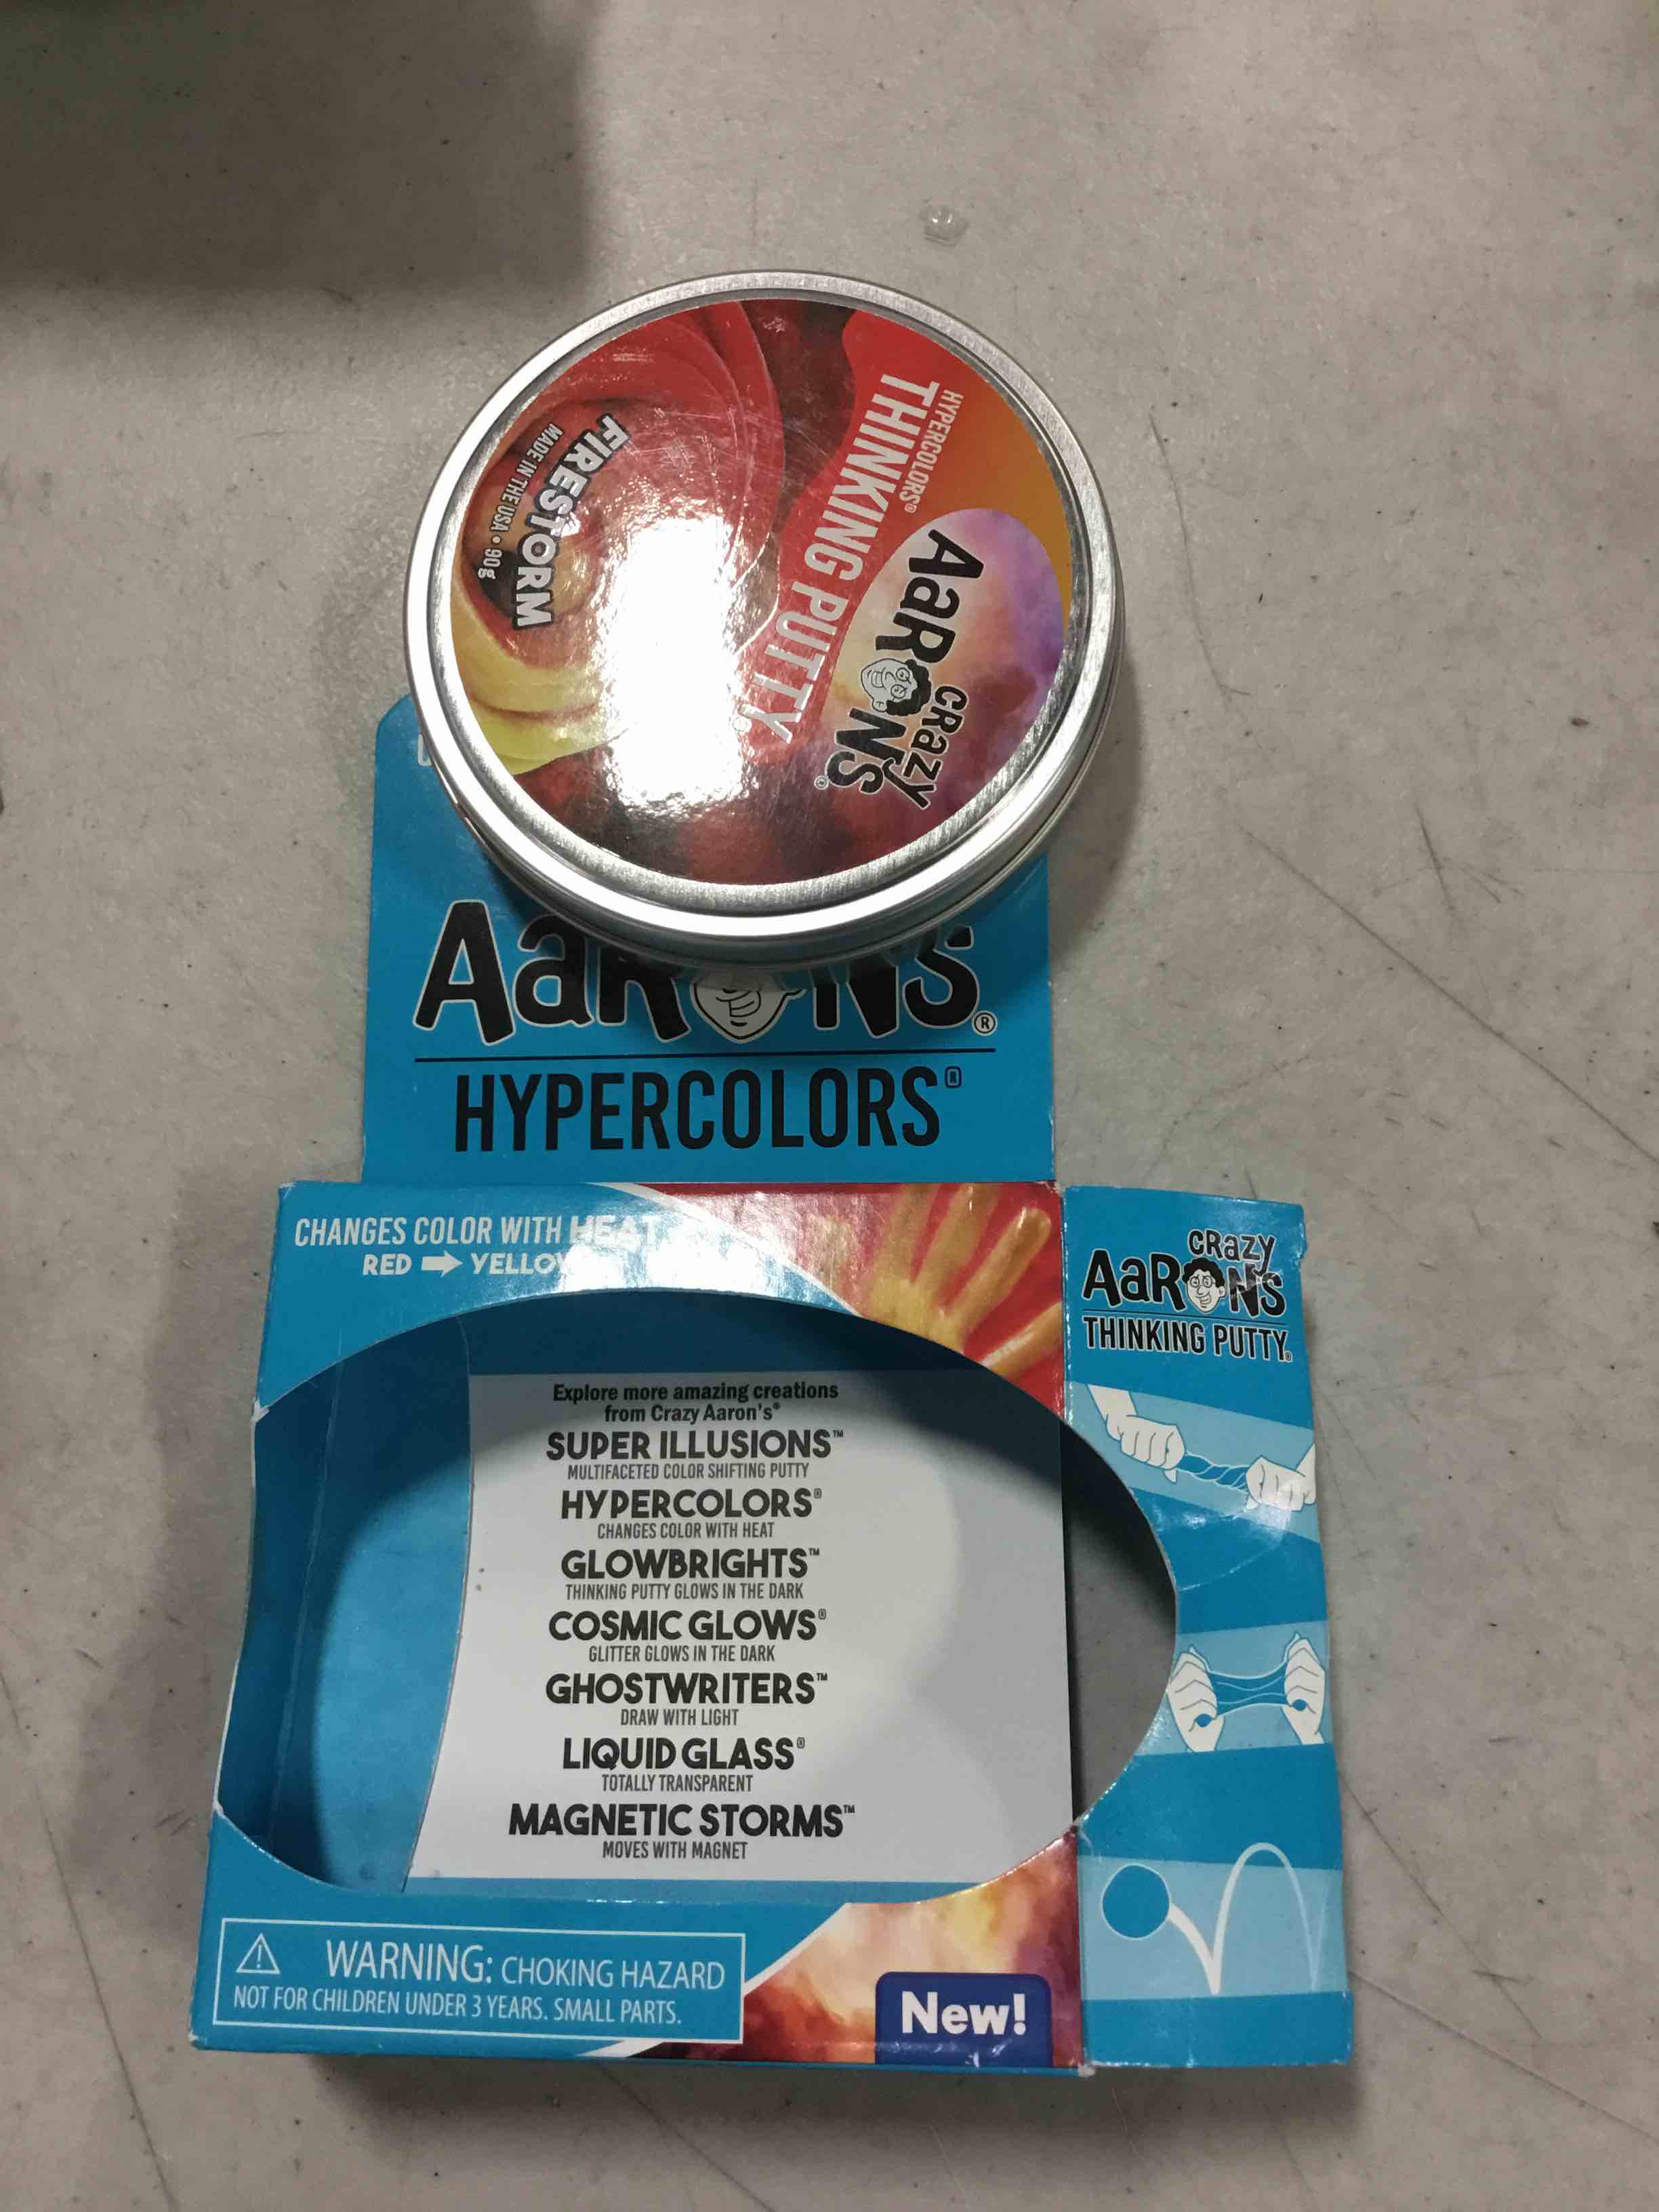 HYPERCOLORS®
THINKING PUTTY
CRaZY
AaRONS®
FIRESTORM
MADE IN THE USA • 90g
AaRONS®
HYPERCOLORS®
CHANGES COLOR WITH HEAT
RED ➡ YELLOW
Explore more amazing creations
from Crazy Aaron's®
SUPER ILLUSIONS™
MULTIFACETED COLOR SHIFTING PUTTY
HYPERCOLORS®
CHANGES COLOR WITH HEAT
GLOWBRIGHTS™
THINKING PUTTY GLOWS IN THE DARK
COSMIC GLOWS®
GLITTER GLOWS IN THE DARK
GHOSTWRITERS™
DRAW WITH LIGHT
LIQUID GLASS®
TOTALLY TRANSPARENT
MAGNETIC STORMS™
MOVES WITH MAGNET
⚠ WARNING: CHOKING HAZARD
NOT FOR CHILDREN UNDER 3 YEARS. SMALL PARTS.
New!
CRaZY
AaRONS
THINKING PUTTY®